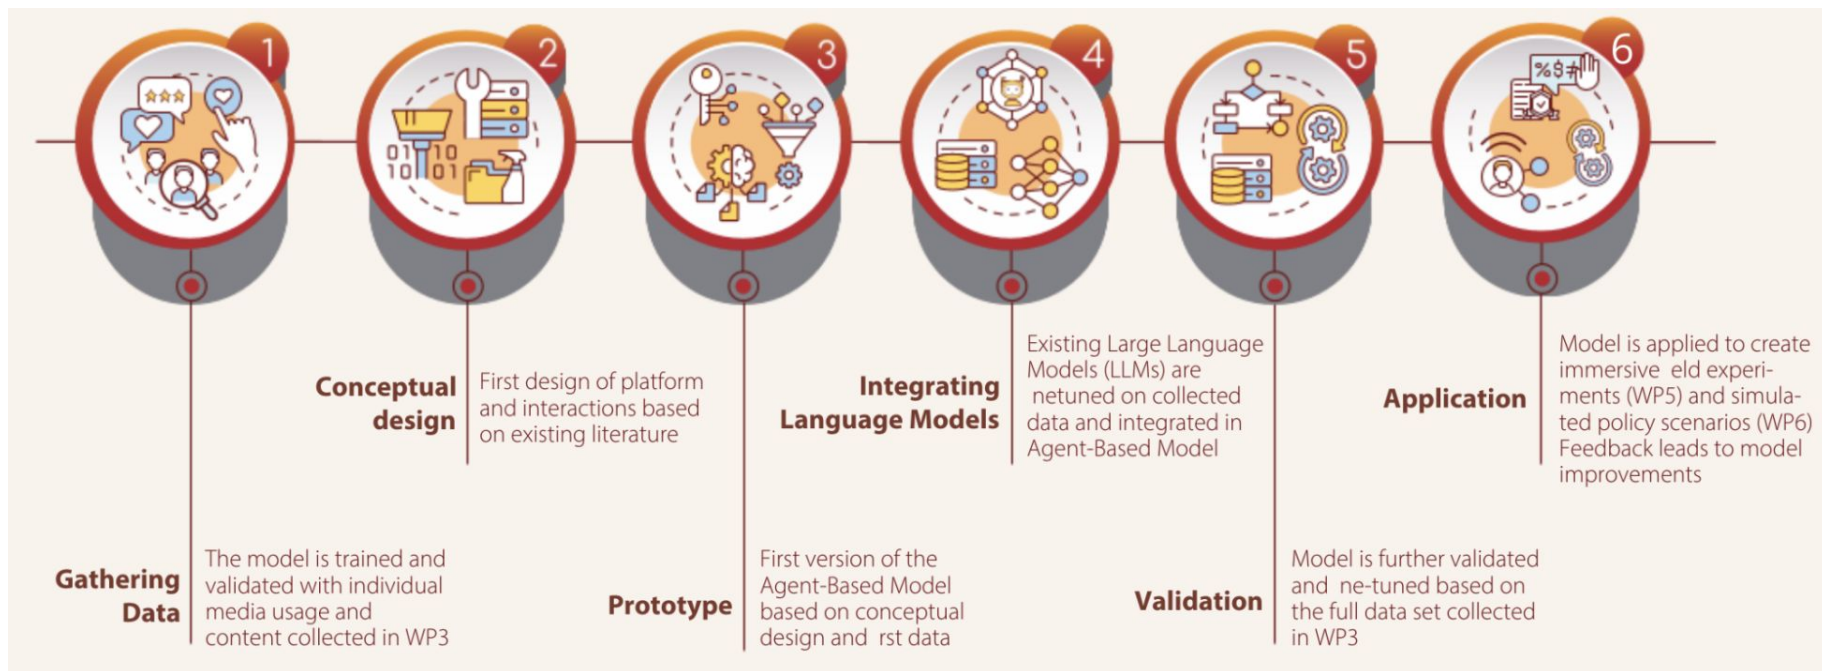 1
Gathering
Data
The model is trained and
validated with individual
media usage and
content collected in WP3
2
Conceptual
design
First design of platform
and interactions based
on existing literature
01 10
10 01
3
Prototype
First version of the
Agent-Based Model
based on conceptual
design and rst data
4
Integrating
Language Models
Existing Large Language
Models (LLMs) are
netuned on collected
data and integrated in
Agent-Based Model
5
Validation
Model is further validated
and ne-tuned based on
the full data set collected
in WP3
6
%$#
Application
Model is applied to create
immersive eld experi-
ments (WP5) and simula-
ted policy scenarios (WP6)
Feedback leads to model
improvements